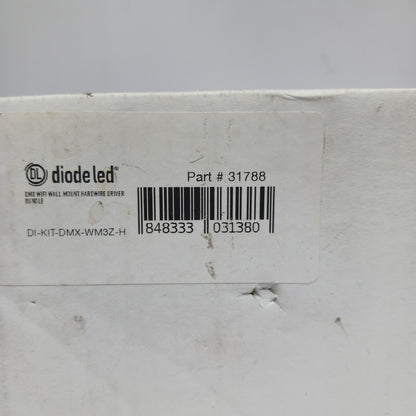 DL diode led®
Part # 31788
DMX WIFI WALL MOUNT HARDWIRE DRIVER
BUNDLE
DI-KIT-DMX-WM3Z-H
848333 031380